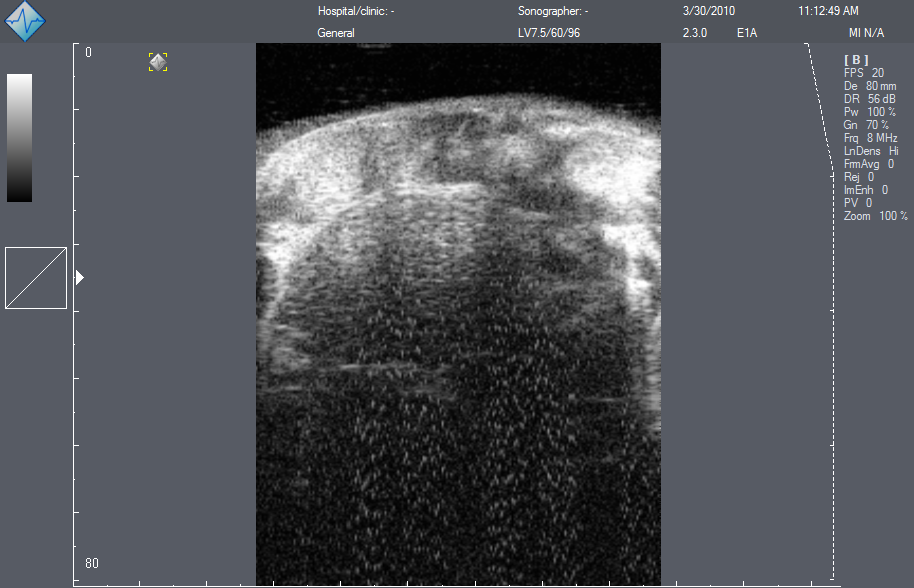 Hospital/clinic: - Sonographer: - 3/30/2010 11:12:49 AM
General LV7.5/60/96 2.3.0 E1A MI N/A
0
[ B ]
FPS 20
De 80 mm
DR 56 dB
Pw 100 %
Gn 70 %
Frq 8 MHz
LnDens Hi
FrmAvg 0
Rej 0
ImEnh 0
PV 0
Zoom 100 %
80